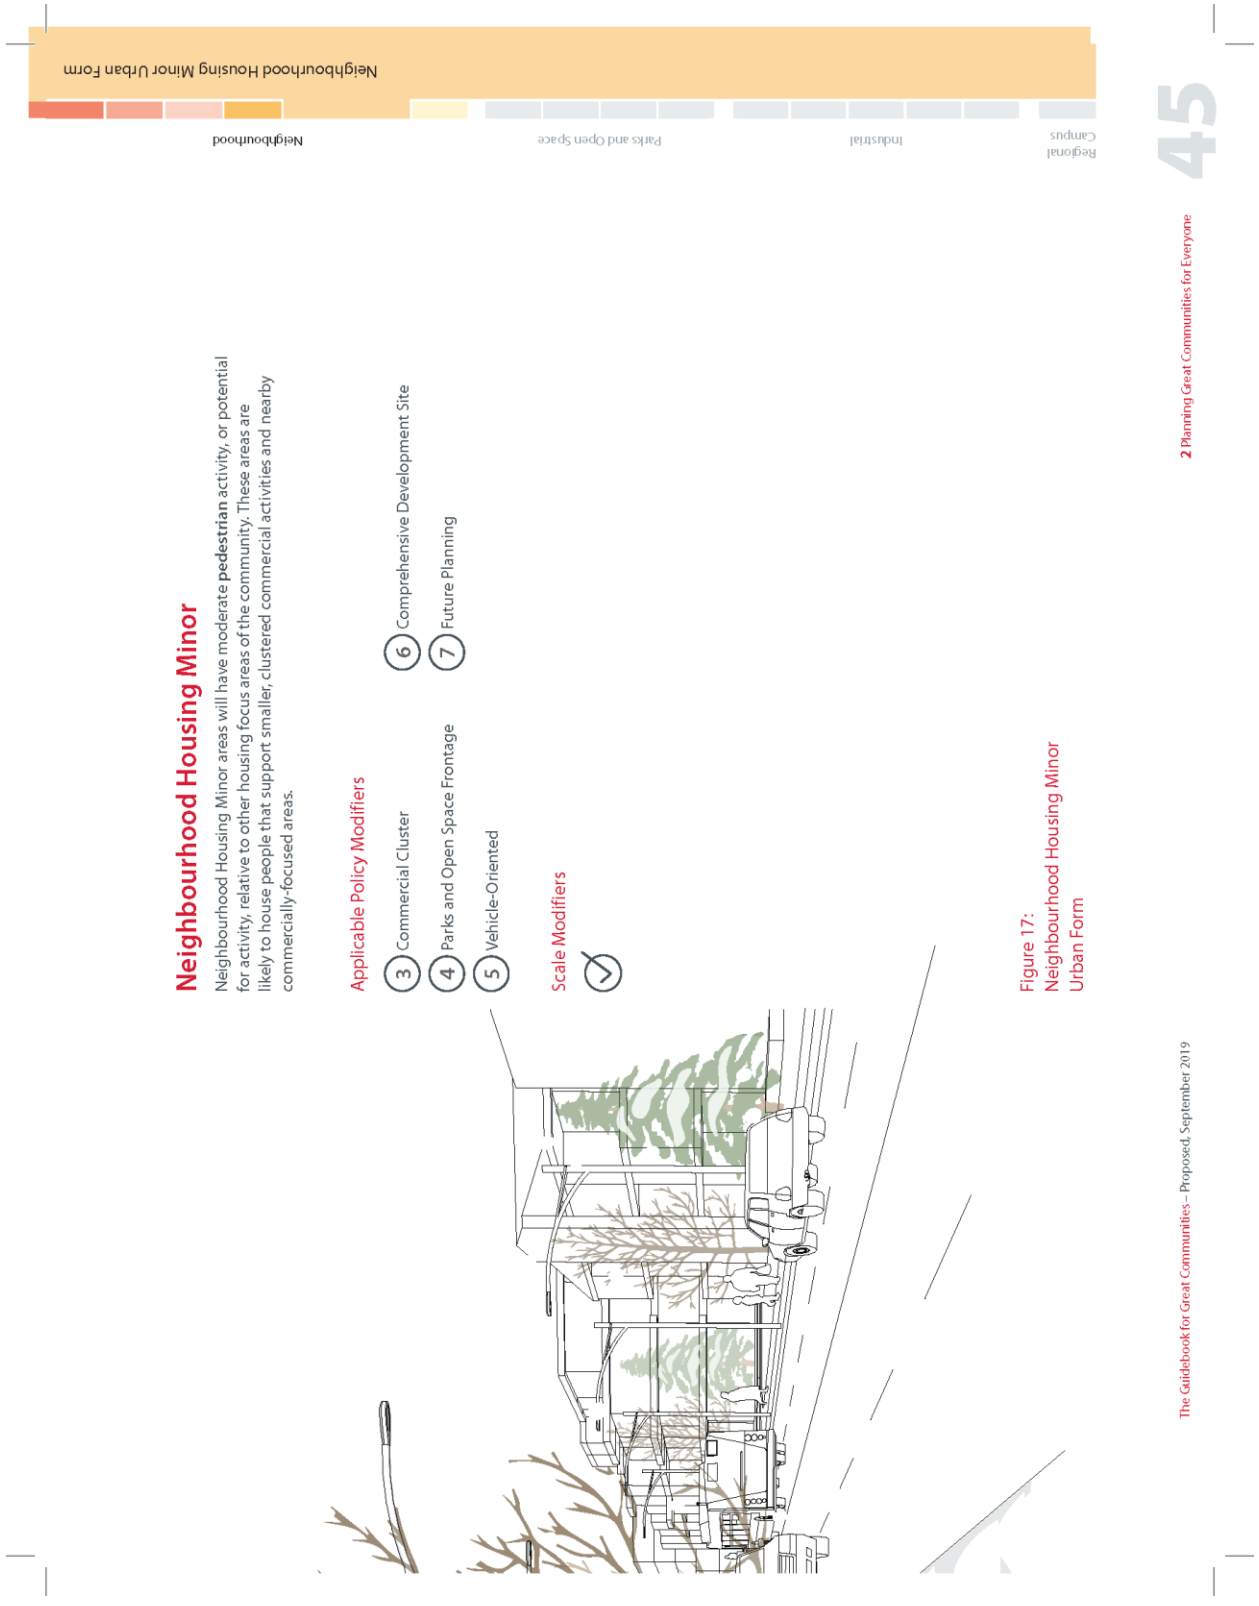 Neighbourhood Housing Minor
Neighbourhood Housing Minor areas will have moderate pedestrian activity, or potential
for activity, relative to other housing focus areas of the community. These areas are
likely to house people that support smaller, clustered commercial activities and nearby
commercially-focused areas.
Applicable Policy Modifiers
3 Commercial Cluster
4 Parks and Open Space Frontage
5 Vehicle-Oriented
6 Comprehensive Development Site
7 Future Planning
Scale Modifiers
Figure 17:
Neighbourhood Housing Minor
Urban Form
The Guidebook for Great Communities – Proposed, September 2019
2 Planning Great Communities for Everyone
45
Regional
Campus
Industrial
Parks and Open Space
Neighbourhood
Neighbourhood Housing Minor Urban Form